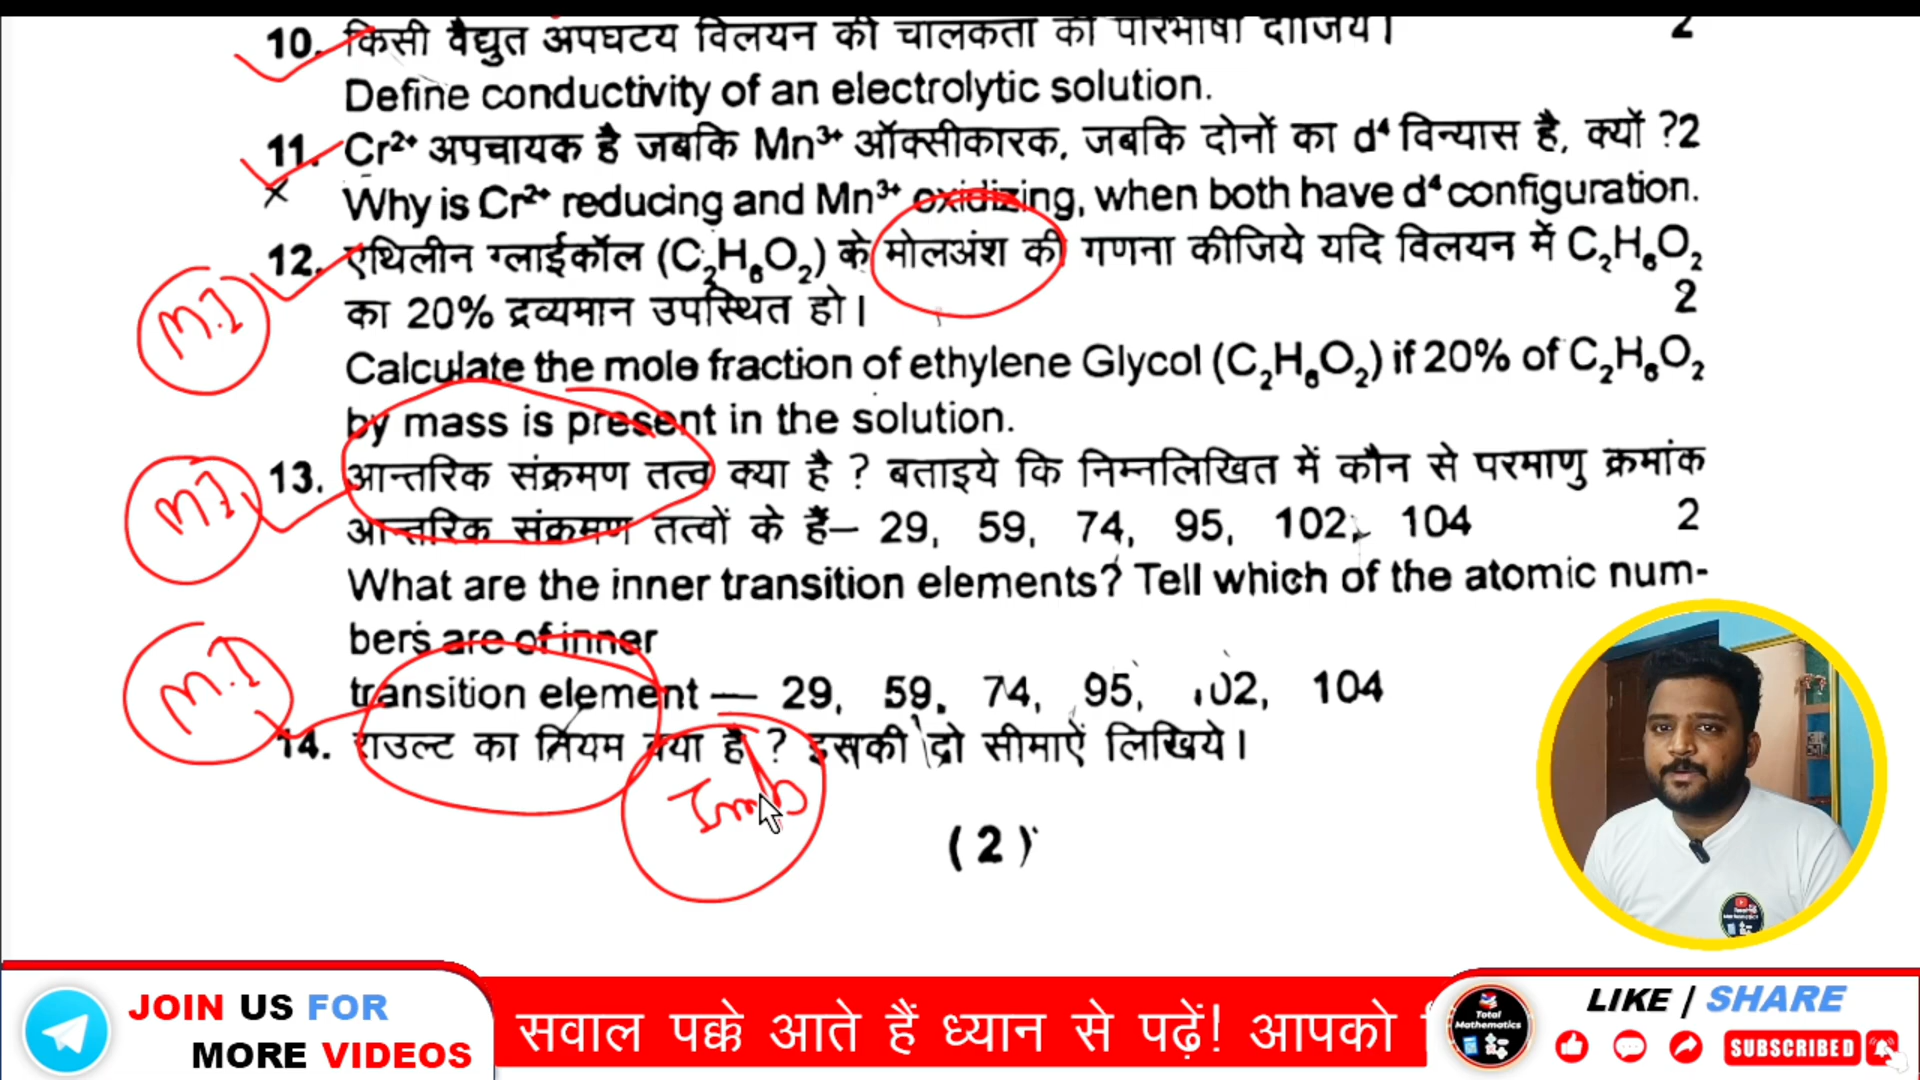 10. किसी वैद्युत अपघटय विलयन की चालकता की परिभाषा दीजिये। 2
Define conductivity of an electrolytic solution.
11. Cr²⁺ अपचायक है जबकि Mn³⁺ ऑक्सीकारक, जबकि दोनों का d⁴ विन्यास है, क्यों ?2
Why is Cr²⁺ reducing and Mn³⁺ oxidizing, when both have d⁴ configuration.
12. एथिलीन ग्लाईकॉल (C₂H₆O₂) के मोलअंश की गणना कीजिये यदि विलयन में C₂H₆O₂
का 20% द्रव्यमान उपस्थित हो। 2
Calculate the mole fraction of ethylene Glycol (C₂H₆O₂) if 20% of C₂H₆O₂
by mass is present in the solution.
M.I
13. आन्तरिक संक्रमण तत्व क्या है ? बताइये कि निम्नलिखित में कौन से परमाणु क्रमांक
आन्तरिक संक्रमण तत्वों के हैं– 29, 59, 74, 95, 102, 104 2
M.I
What are the inner transition elements? Tell which of the atomic num-
bers are of inner
transition element — 29, 59, 74, 95, 102, 104
M.I
14. राउल्ट का नियम क्या है ? इसकी दो सीमाऐं लिखिये।
Imp
(2)
JOIN US FOR
MORE VIDEOS
सवाल पक्के आते हैं ध्यान से पढ़ें! आपको
Total
Mathematics
LIKE / SHARE
SUBSCRIBED